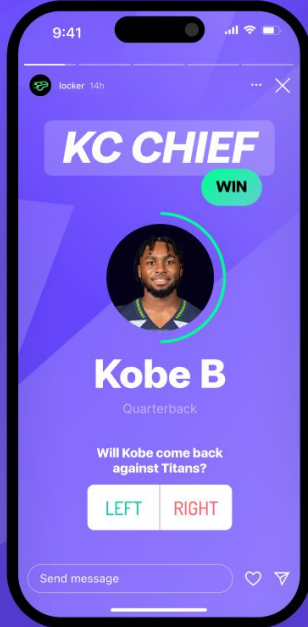 9:41
locker 14h
KC CHIEF
WIN
Kobe B
Quarterback
Will Kobe come back
against Titans?
LEFT RIGHT
Send message